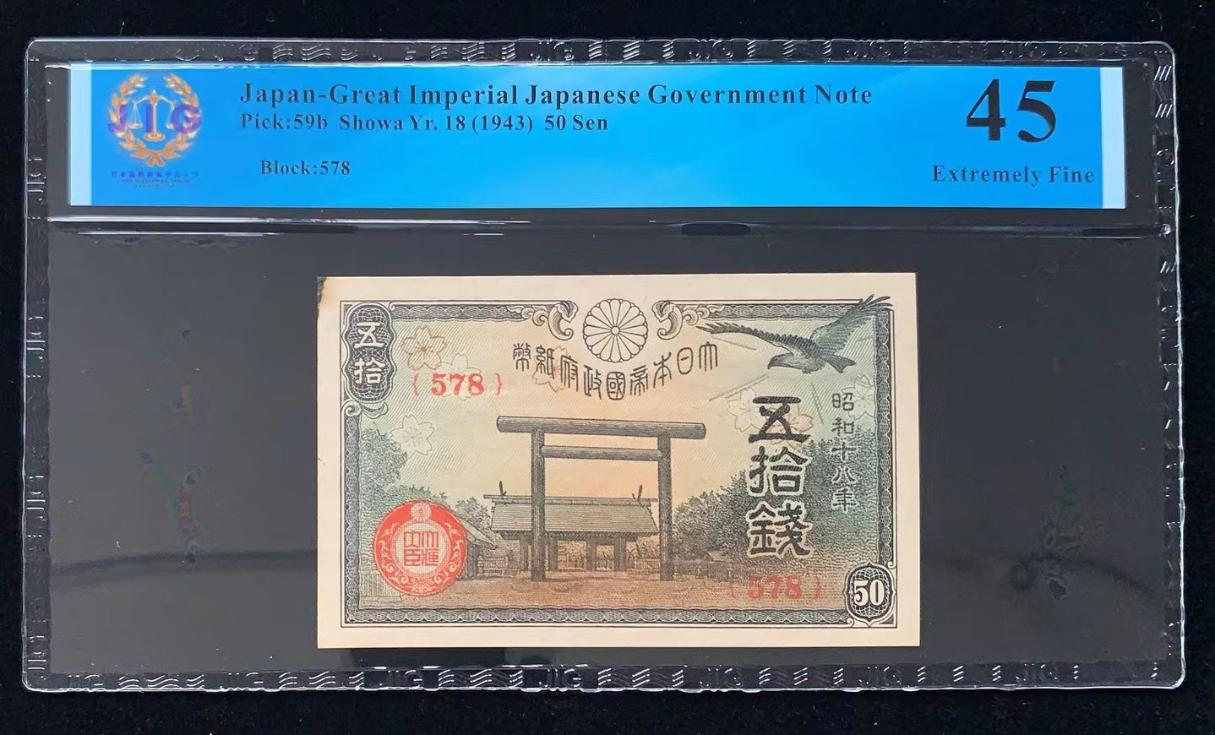 JIG
Japan-Great Imperial Japanese Government Note
Pick:59b Showa Yr. 18 (1943) 50 Sen
Block:578
45
Extremely Fine
五拾
幣紙府政國帝本日大
{578}
昭和十八年
五拾錢
{578}
50